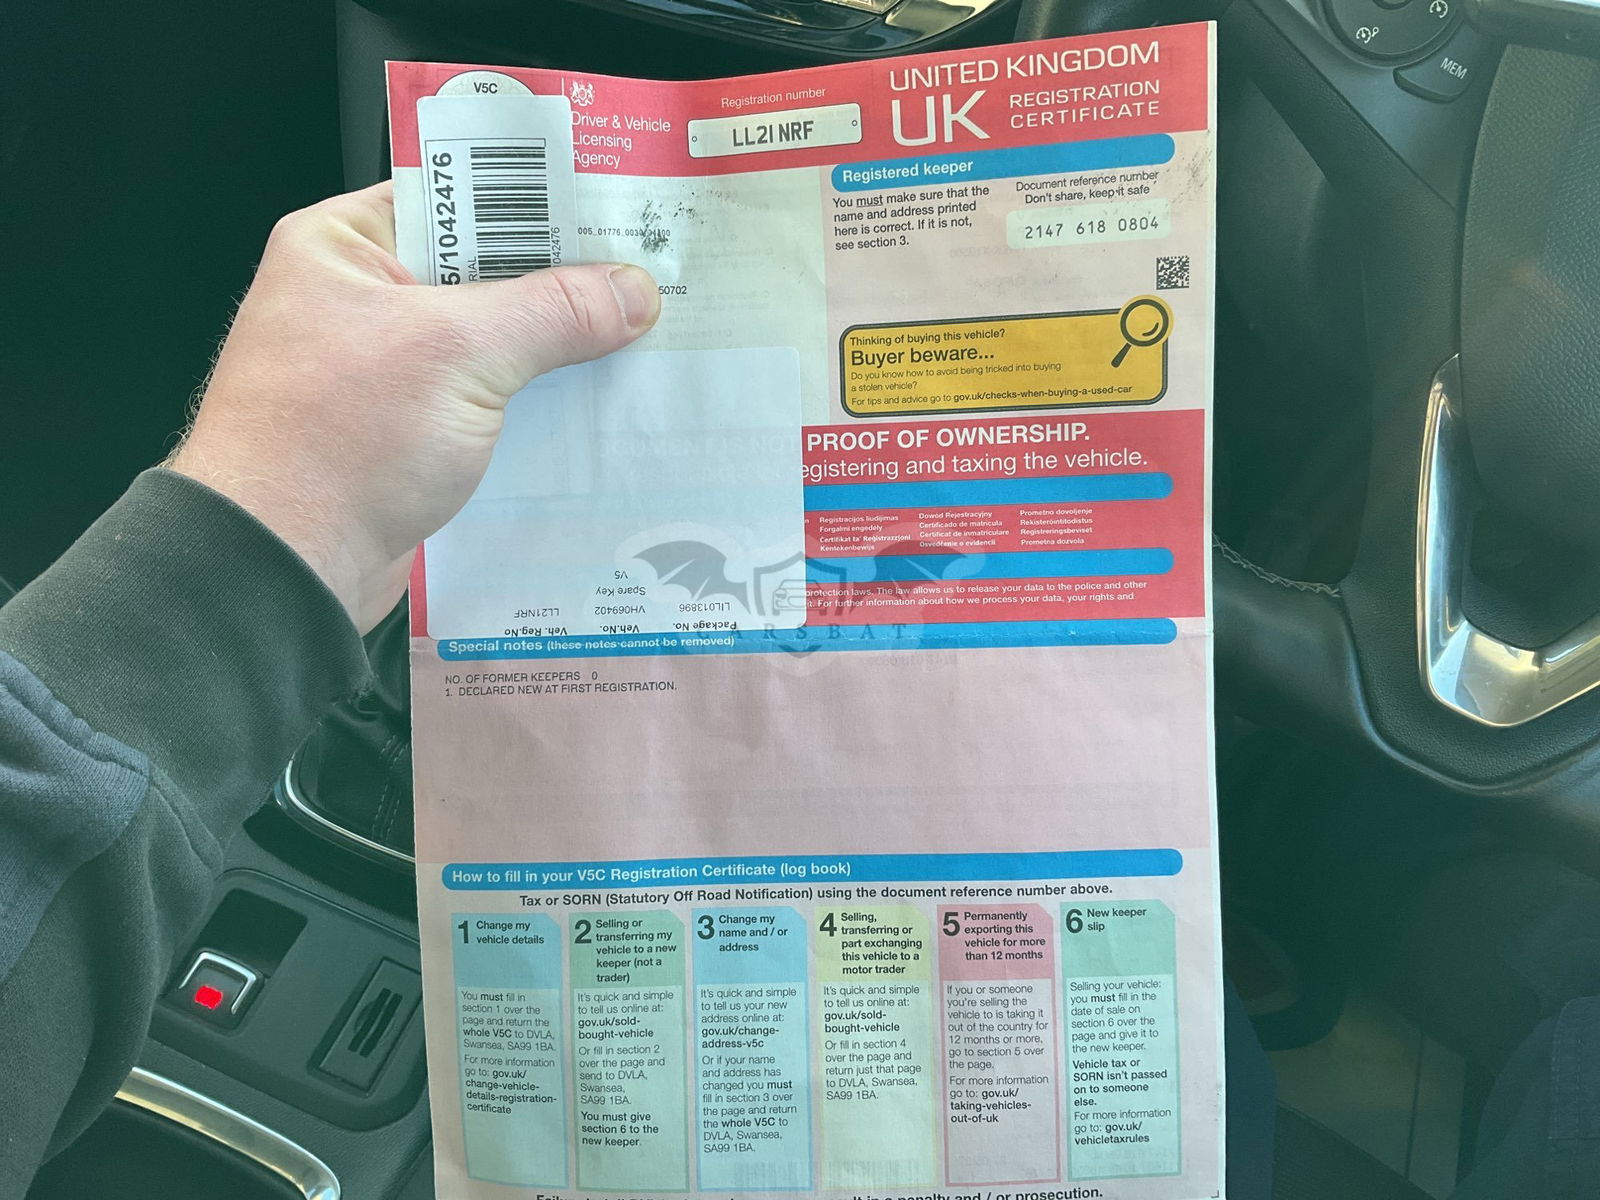 V5C
Driver & Vehicle
Licensing
Agency
Registration number
LL21 NRF
UNITED KINGDOM
UK REGISTRATION
CERTIFICATE
5/1042476
042476
005_01776_003
50702
Registered keeper
You must make sure that the
name and address printed
here is correct. If it is not,
see section 3.
Document reference number
Don't share, keep it safe
2147 618 0804
Thinking of buying this vehicle?
Buyer beware...
Do you know how to avoid being tricked into buying
a stolen vehicle?
For tips and advice go to gov.uk/checks-when-buying-a-used-car
PROOF OF OWNERSHIP.
egistering and taxing the vehicle.
Registracijos liudijimas
Forgalmi engedély
Ċertifikat ta' Reġistrazzjoni
Kentekenbewijs
Dowód Rejestracyjny
Certificado de matrícula
Certificat de inmatriculare
Osvedčenie o evidencii
Prometno dovoljenje
Rekisteröintitodistus
Registreringsbeviset
Prometna dozvola
protection laws. The law allows us to release your data to the police and other
t. For further information about how we process your data, your rights and
Package No. Veh.No. Veh. Reg.No
LIL013896 VH069402 LL21NRF
Spare Key
V5
CARSBAT
Special notes (these notes cannot be removed)
NO. OF FORMER KEEPERS 0
1. DECLARED NEW AT FIRST REGISTRATION.
How to fill in your V5C Registration Certificate (log book)
Tax or SORN (Statutory Off Road Notification) using the document reference number above.
1 Change my
vehicle details
You must fill in
section 1 over the
page and return the
whole V5C to DVLA,
Swansea, SA99 1BA.
For more information
go to: gov.uk/
change-vehicle-
details-registration-
certificate
2 Selling or
transferring my
vehicle to a new
keeper (not a
trader)
It's quick and simple
to tell us online at:
gov.uk/sold-
bought-vehicle
Or fill in section 2
over the page and
send to DVLA,
Swansea,
SA99 1BA.
You must give
section 6 to the
new keeper.
3 Change my
name and / or
address
It's quick and simple
to tell us your new
address online at:
gov.uk/change-
address-v5c
Or if your name
and address has
changed you must
fill in section 3 over
the page and return
the whole V5C to
DVLA, Swansea,
SA99 1BA.
4 Selling,
transferring or
part exchanging
this vehicle to a
motor trader
It's quick and simple
to tell us online at:
gov.uk/sold-
bought-vehicle
Or fill in section 4
over the page and
return just that page
to DVLA, Swansea,
SA99 1BA.
5 Permanently
exporting this
vehicle for more
than 12 months
If you or someone
you're selling the
vehicle to is taking it
out of the country for
12 months or more,
go to section 5 over
the page.
For more information
go to: gov.uk/
taking-vehicles-
out-of-uk
6 New keeper
slip
Selling your vehicle:
you must fill in the
date of sale on
section 6 over the
page and give it to
the new keeper.
Vehicle tax or
SORN isn't passed
on to someone
else.
For more information
go to: gov.uk/
vehicletaxrules
in a penalty and / or prosecution.
MEM